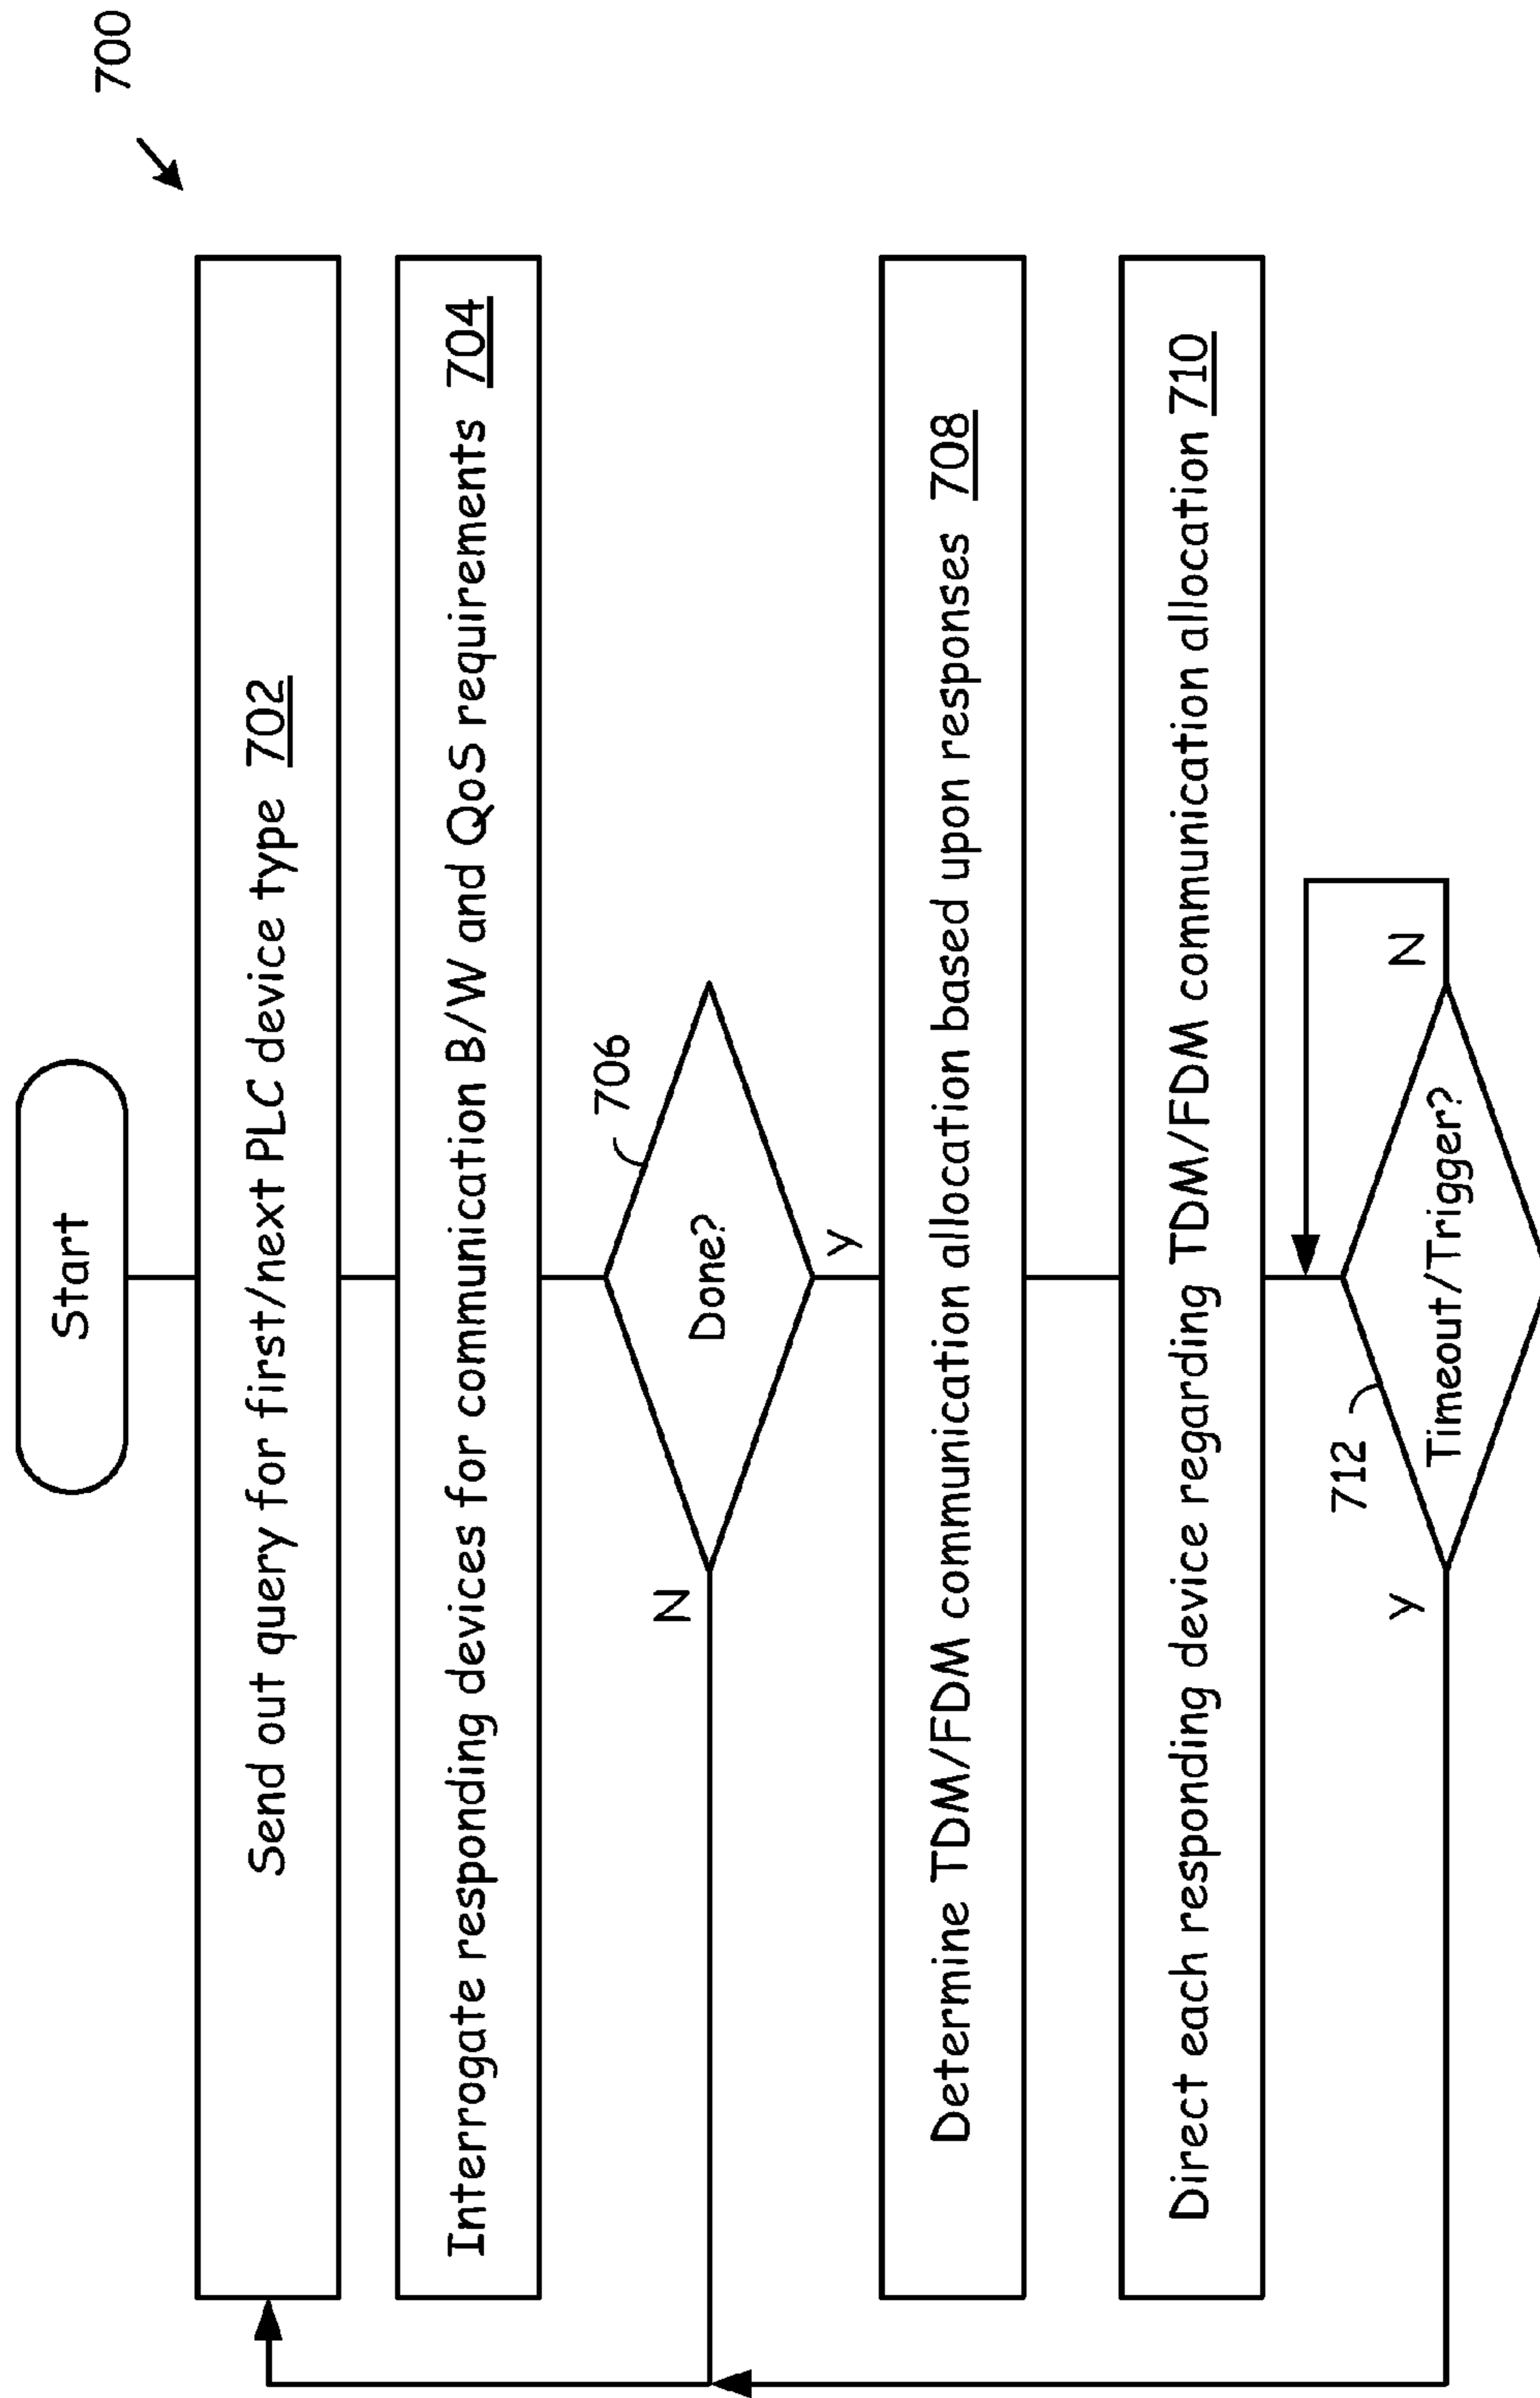 700
Start
Send out query for first/next PLC device type 702
Interrogate responding devices for communication B/W and QoS requirements 704
706
Done?
N
Y
Determine TDM/FDM communication allocation based upon responses 708
Direct each responding device regarding TDM/FDM communication allocation 710
712
Timeout/Trigger?
Y
N